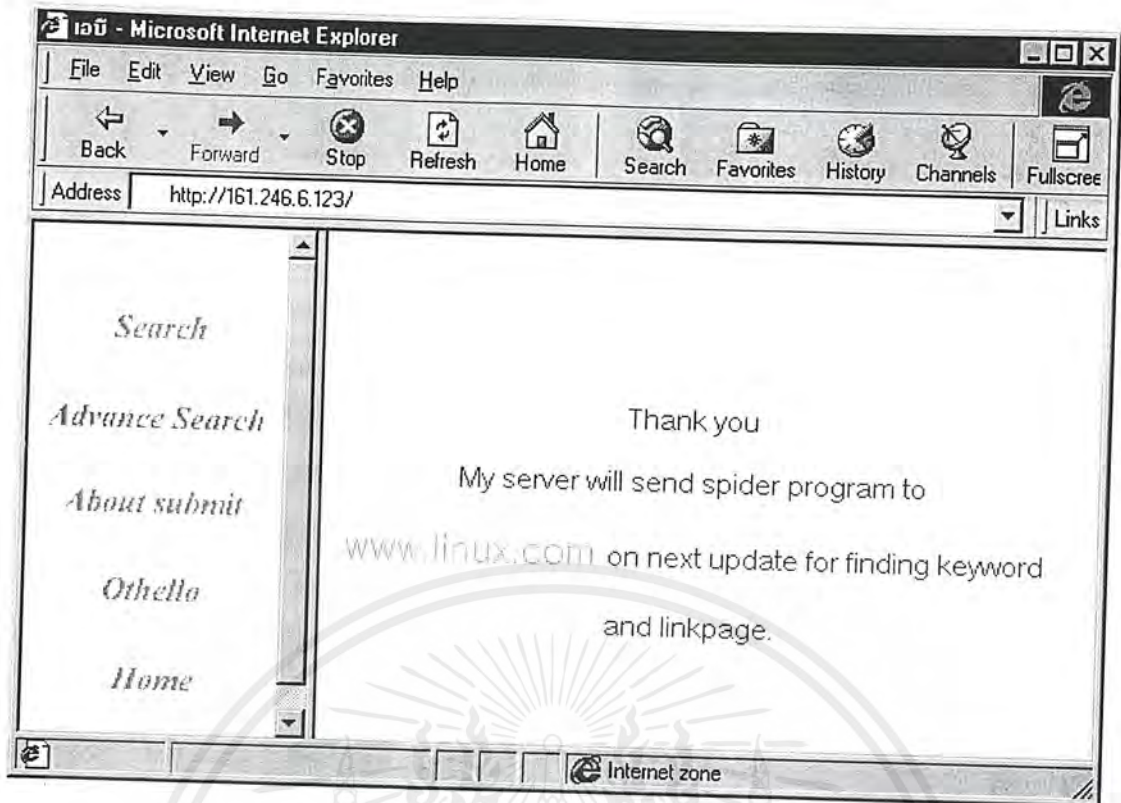 เอบี - Microsoft Internet Explorer
File Edit View Go Favorites Help
Back Forward Stop Refresh Home Search Favorites History Channels Fullscree
Address http://161.246.6.123/ Links
Search
Advance Search
About submit
Othello
Home
Thank you
My server will send spider program to
www.linux.com on next update for finding keyword
and linkpage.
Internet zone